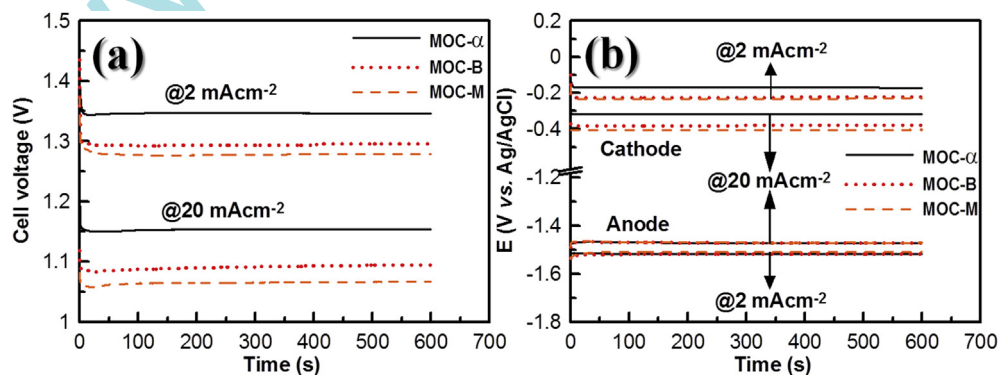 (a)
MOC-α
MOC-B
MOC-M
@2 mAcm-2
@20 mAcm-2
1.5
1.4
1.3
1.2
1.1
1
Cell voltage (V)
0 100 200 300 400 500 600 700
Time (s)
(b)
@2 mAcm-2
Cathode
@20 mAcm-2
MOC-α
MOC-B
MOC-M
Anode
@2 mAcm-2
0.2
0
-0.2
-0.4
-1.2
-1.4
-1.6
-1.8
E (V vs. Ag/AgCl)
0 100 200 300 400 500 600 700
Time (s)